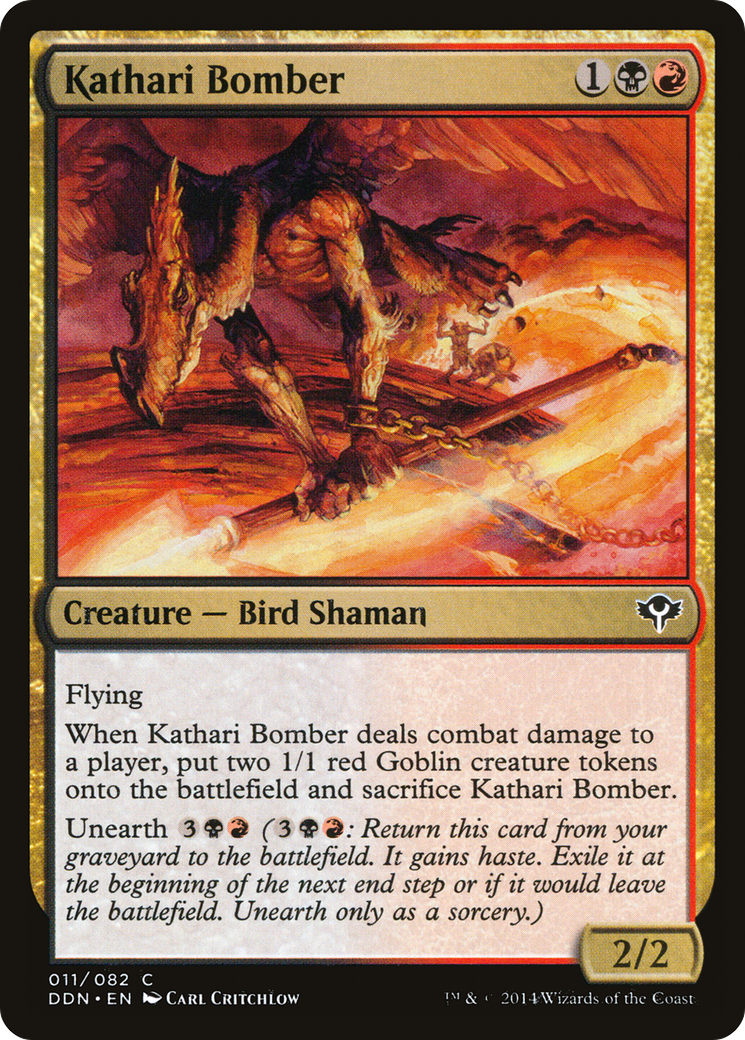 Kathari Bomber 1
Creature — Bird Shaman
Flying
When Kathari Bomber deals combat damage to
a player, put two 1/1 red Goblin creature tokens
onto the battlefield and sacrifice Kathari Bomber.
Unearth 3 (3: Return this card from your
graveyard to the battlefield. It gains haste. Exile it at
the beginning of the next end step or if it would leave
the battlefield. Unearth only as a sorcery.)
2/2
011/082 C
DDN • EN Carl Critchlow
™ & © 2014 Wizards of the Coast